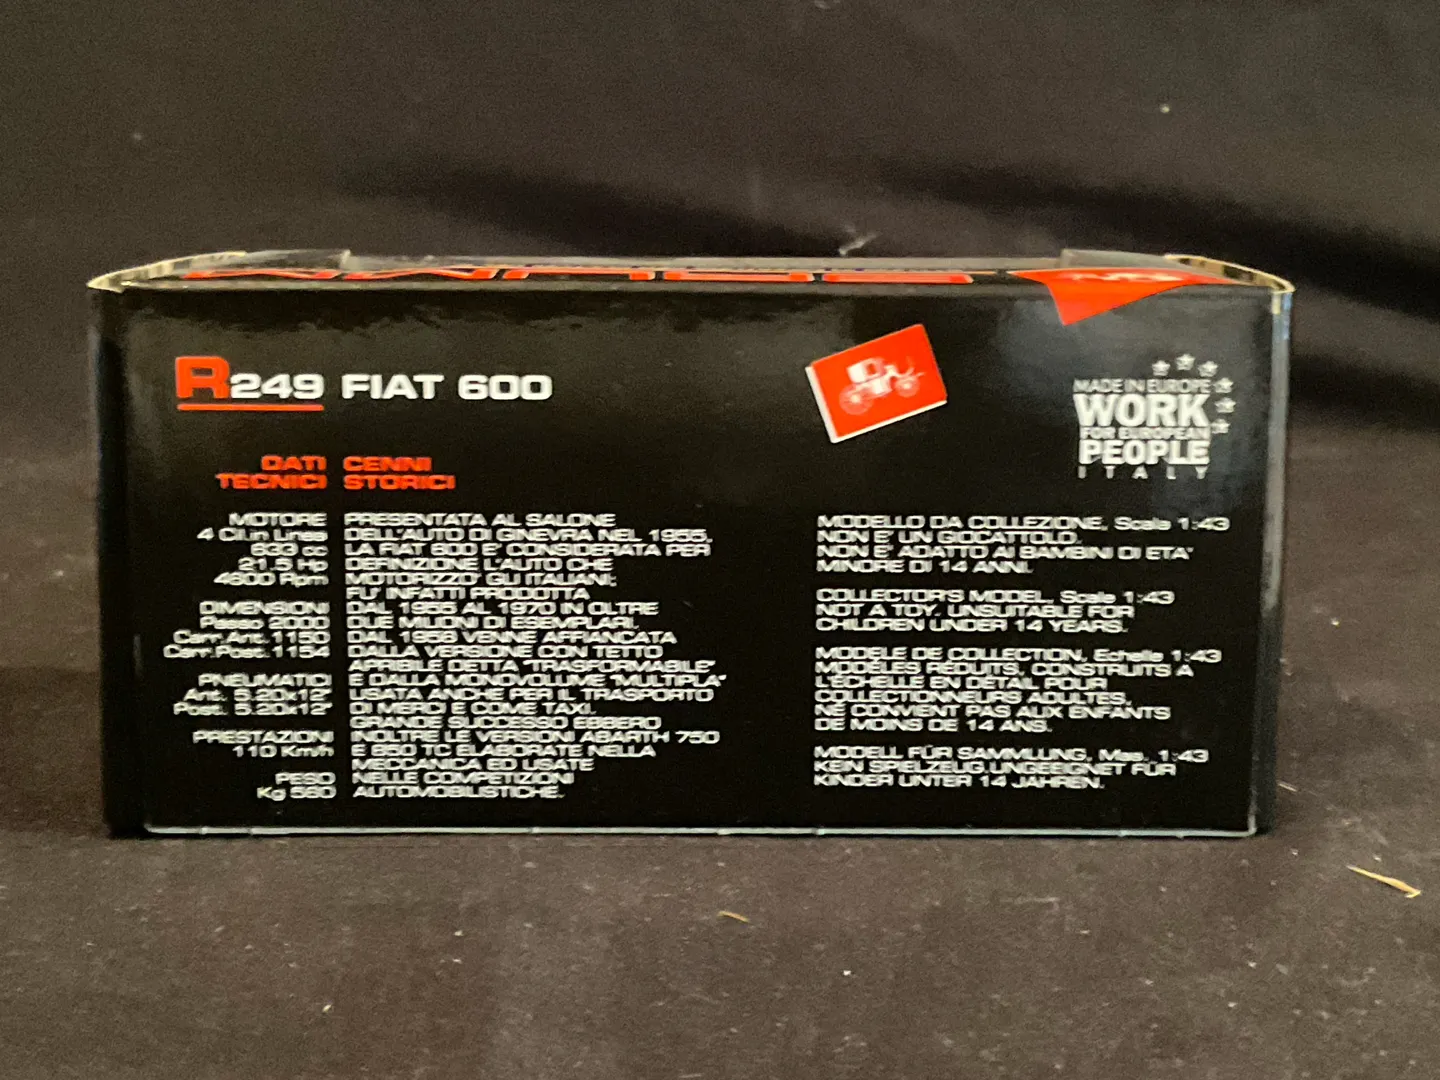 R249 FIAT 600
MADE IN EUROPE
WORK
FOR EUROPEAN
PEOPLE
ITALY
DATI
TECNICI
MOTORE
4 Cil.in Linea
633 cc
21,5 Hp
4600 Rpm
DIMENSIONI
Passo 2000
Carr.Ant. 1150
Carr.Post. 1154
PNEUMATICI
Ant. 5.20x12"
Post. 5.20x12"
PRESTAZIONI
110 Km/h
PESO
Kg 560
CENNI
STORICI
PRESENTATA AL SALONE
DELL'AUTO DI GINEVRA NEL 1955,
LA FIAT 600 E' CONSIDERATA PER
DEFINIZIONE L'AUTO CHE
MOTORIZZO' GLI ITALIANI;
FU' INFATTI PRODOTTA
DAL 1955 AL 1970 IN OLTRE
DUE MILIONI DI ESEMPLARI.
DAL 1956 VENNE AFFIANCATA
DALLA VERSIONE CON TETTO
APRIBILE DETTA "TRASFORMABILE"
E DALLA MONOVOLUME "MULTIPLA"
USATA ANCHE PER IL TRASPORTO
DI MERCI E COME TAXI.
GRANDE SUCCESSO EBBERO
INOLTRE LE VERSIONI ABARTH 750
E 850 TC ELABORATE NELLA
MECCANICA ED USATE
NELLE COMPETIZIONI
AUTOMOBILISTICHE.
MODELLO DA COLLEZIONE, Scala 1:43
NON E' UN GIOCATTOLO.
NON E' ADATTO AI BAMBINI DI ETA'
MINORE DI 14 ANNI.
COLLECTOR'S MODEL, Scale 1:43
NOT A TOY. UNSUITABLE FOR
CHILDREN UNDER 14 YEARS.
MODELE DE COLLECTION, Echelle 1:43
MODÈLES RÉDUITS, CONSTRUITS A
L'ÉCHELLE EN DÉTAIL POUR
COLLECTIONNEURS ADULTES.
NE CONVIENT PAS AUX ENFANTS
DE MOINS DE 14 ANS.
MODELL FÜR SAMMLUNG, Mas. 1:43
KEIN SPIELZEUG,UNGEEIGNET FÜR
KINDER UNTER 14 JAHREN.